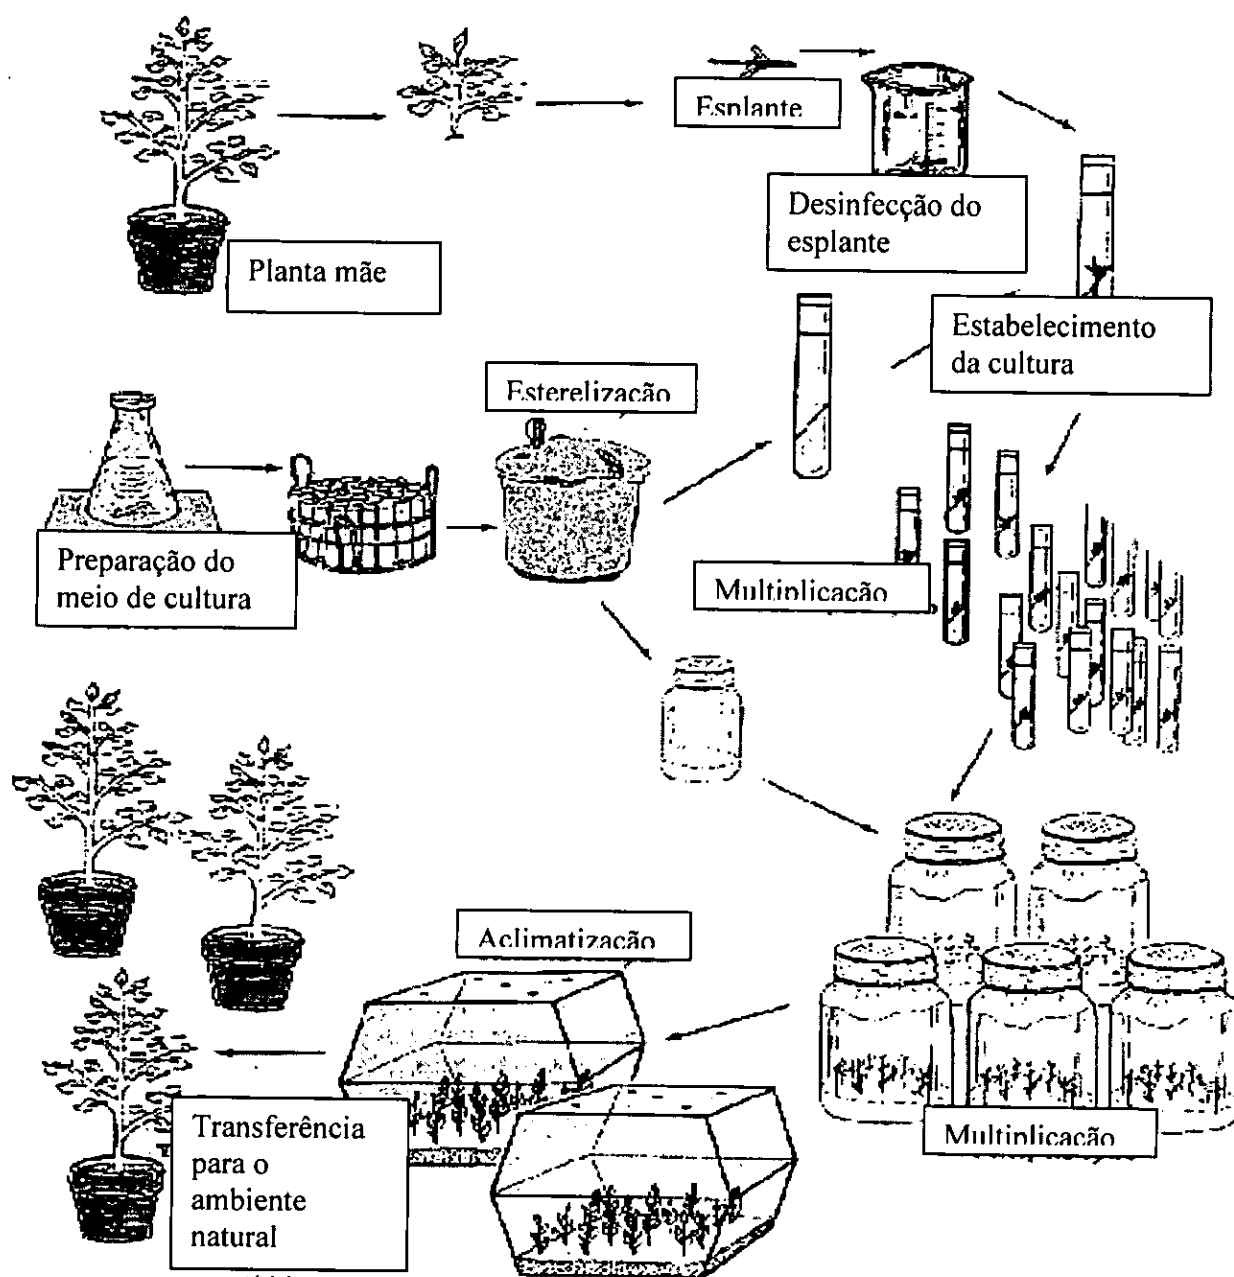 Esplante
Desinfecção do
esplante
Planta mãe
Estabelecimento
da cultura
Esterelização
Preparação do
meio de cultura
Multiplicação
Aclimatização
Multiplicação
Transferência
para o
ambiente
natural